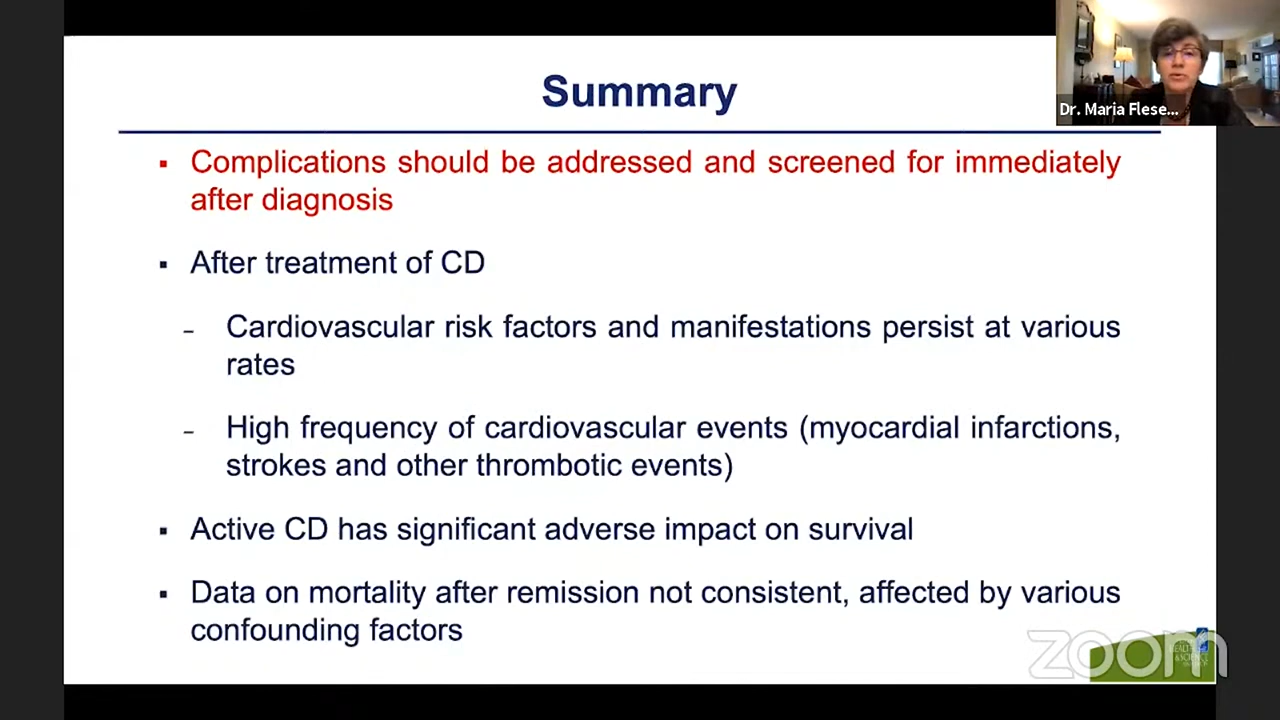 Summary
Dr. Maria Flese...
▪ Complications should be addressed and screened for immediately
after diagnosis
▪ After treatment of CD
– Cardiovascular risk factors and manifestations persist at various
rates
– High frequency of cardiovascular events (myocardial infarctions,
strokes and other thrombotic events)
▪ Active CD has significant adverse impact on survival
▪ Data on mortality after remission not consistent, affected by various
confounding factors
zoom
HEALTH
& SCIENCE